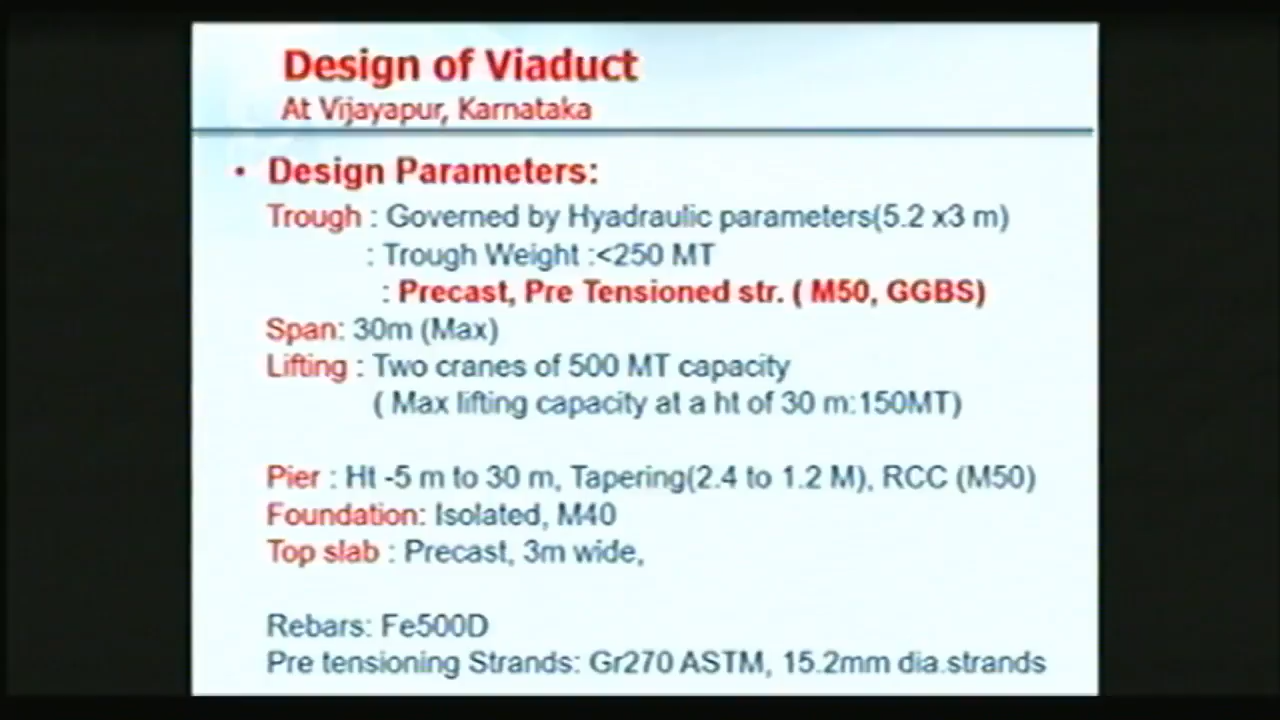 Design of Viaduct
At Vijayapur, Karnataka
• Design Parameters:
Trough : Governed by Hyadraulic parameters(5.2 x3 m)
: Trough Weight :<250 MT
: Precast, Pre Tensioned str. ( M50, GGBS)
Span: 30m (Max)
Lifting : Two cranes of 500 MT capacity
( Max lifting capacity at a ht of 30 m:150MT)
Pier : Ht -5 m to 30 m, Tapering(2.4 to 1.2 M), RCC (M50)
Foundation: Isolated, M40
Top slab : Precast, 3m wide,
Rebars: Fe500D
Pre tensioning Strands: Gr270 ASTM, 15.2mm dia.strands